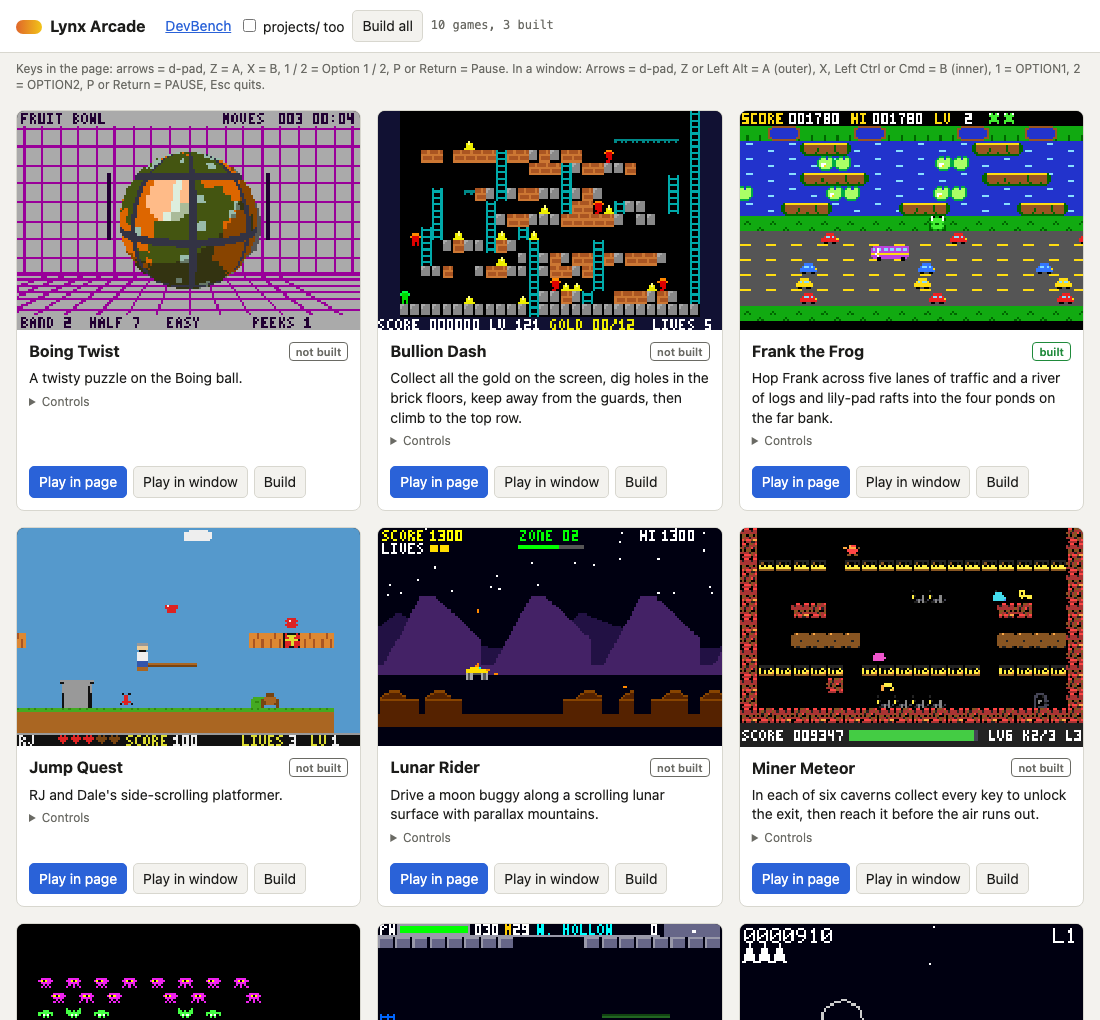 Lynx Arcade
DevBench
projects/ too
Build all
10 games, 3 built
Keys in the page: arrows = d-pad, Z = A, X = B, 1 / 2 = Option 1 / 2, P or Return = Pause. In a window: Arrows = d-pad, Z or Left Alt = A (outer), X, Left Ctrl or Cmd = B (inner), 1 = OPTION1, 2
= OPTION2, P or Return = PAUSE, Esc quits.
FRUIT BOWL MOVES 003 00:04
BAND 2 HALF 7 EASY PEEKS 1
Boing Twist
not built
A twisty puzzle on the Boing ball.
Controls
Play in page
Play in window
Build
SCORE 000000 LV 121 GOLD 00/12 LIVES 5
Bullion Dash
not built
Collect all the gold on the screen, dig holes in the
brick floors, keep away from the guards, then
climb to the top row.
Controls
Play in page
Play in window
Build
SCORE 001780 HI 001780 LV 2
Frank the Frog
built
Hop Frank across five lanes of traffic and a river
of logs and lily-pad rafts into the four ponds on
the far bank.
Controls
Play in page
Play in window
Build
RJ SCORE 100 LIVES 3 LV 1
Jump Quest
not built
RJ and Dale's side-scrolling platformer.
Controls
Play in page
Play in window
Build
SCORE 1300 ZONE 02 HI 1300
LIVES
Lunar Rider
not built
Drive a moon buggy along a scrolling lunar
surface with parallax mountains.
Controls
Play in page
Play in window
Build
SCORE 009347 LV6 K2/3 L3
Miner Meteor
not built
In each of six caverns collect every key to unlock
the exit, then reach it before the air runs out.
Controls
Play in page
Play in window
Build
HOLLOW
0000910 L1